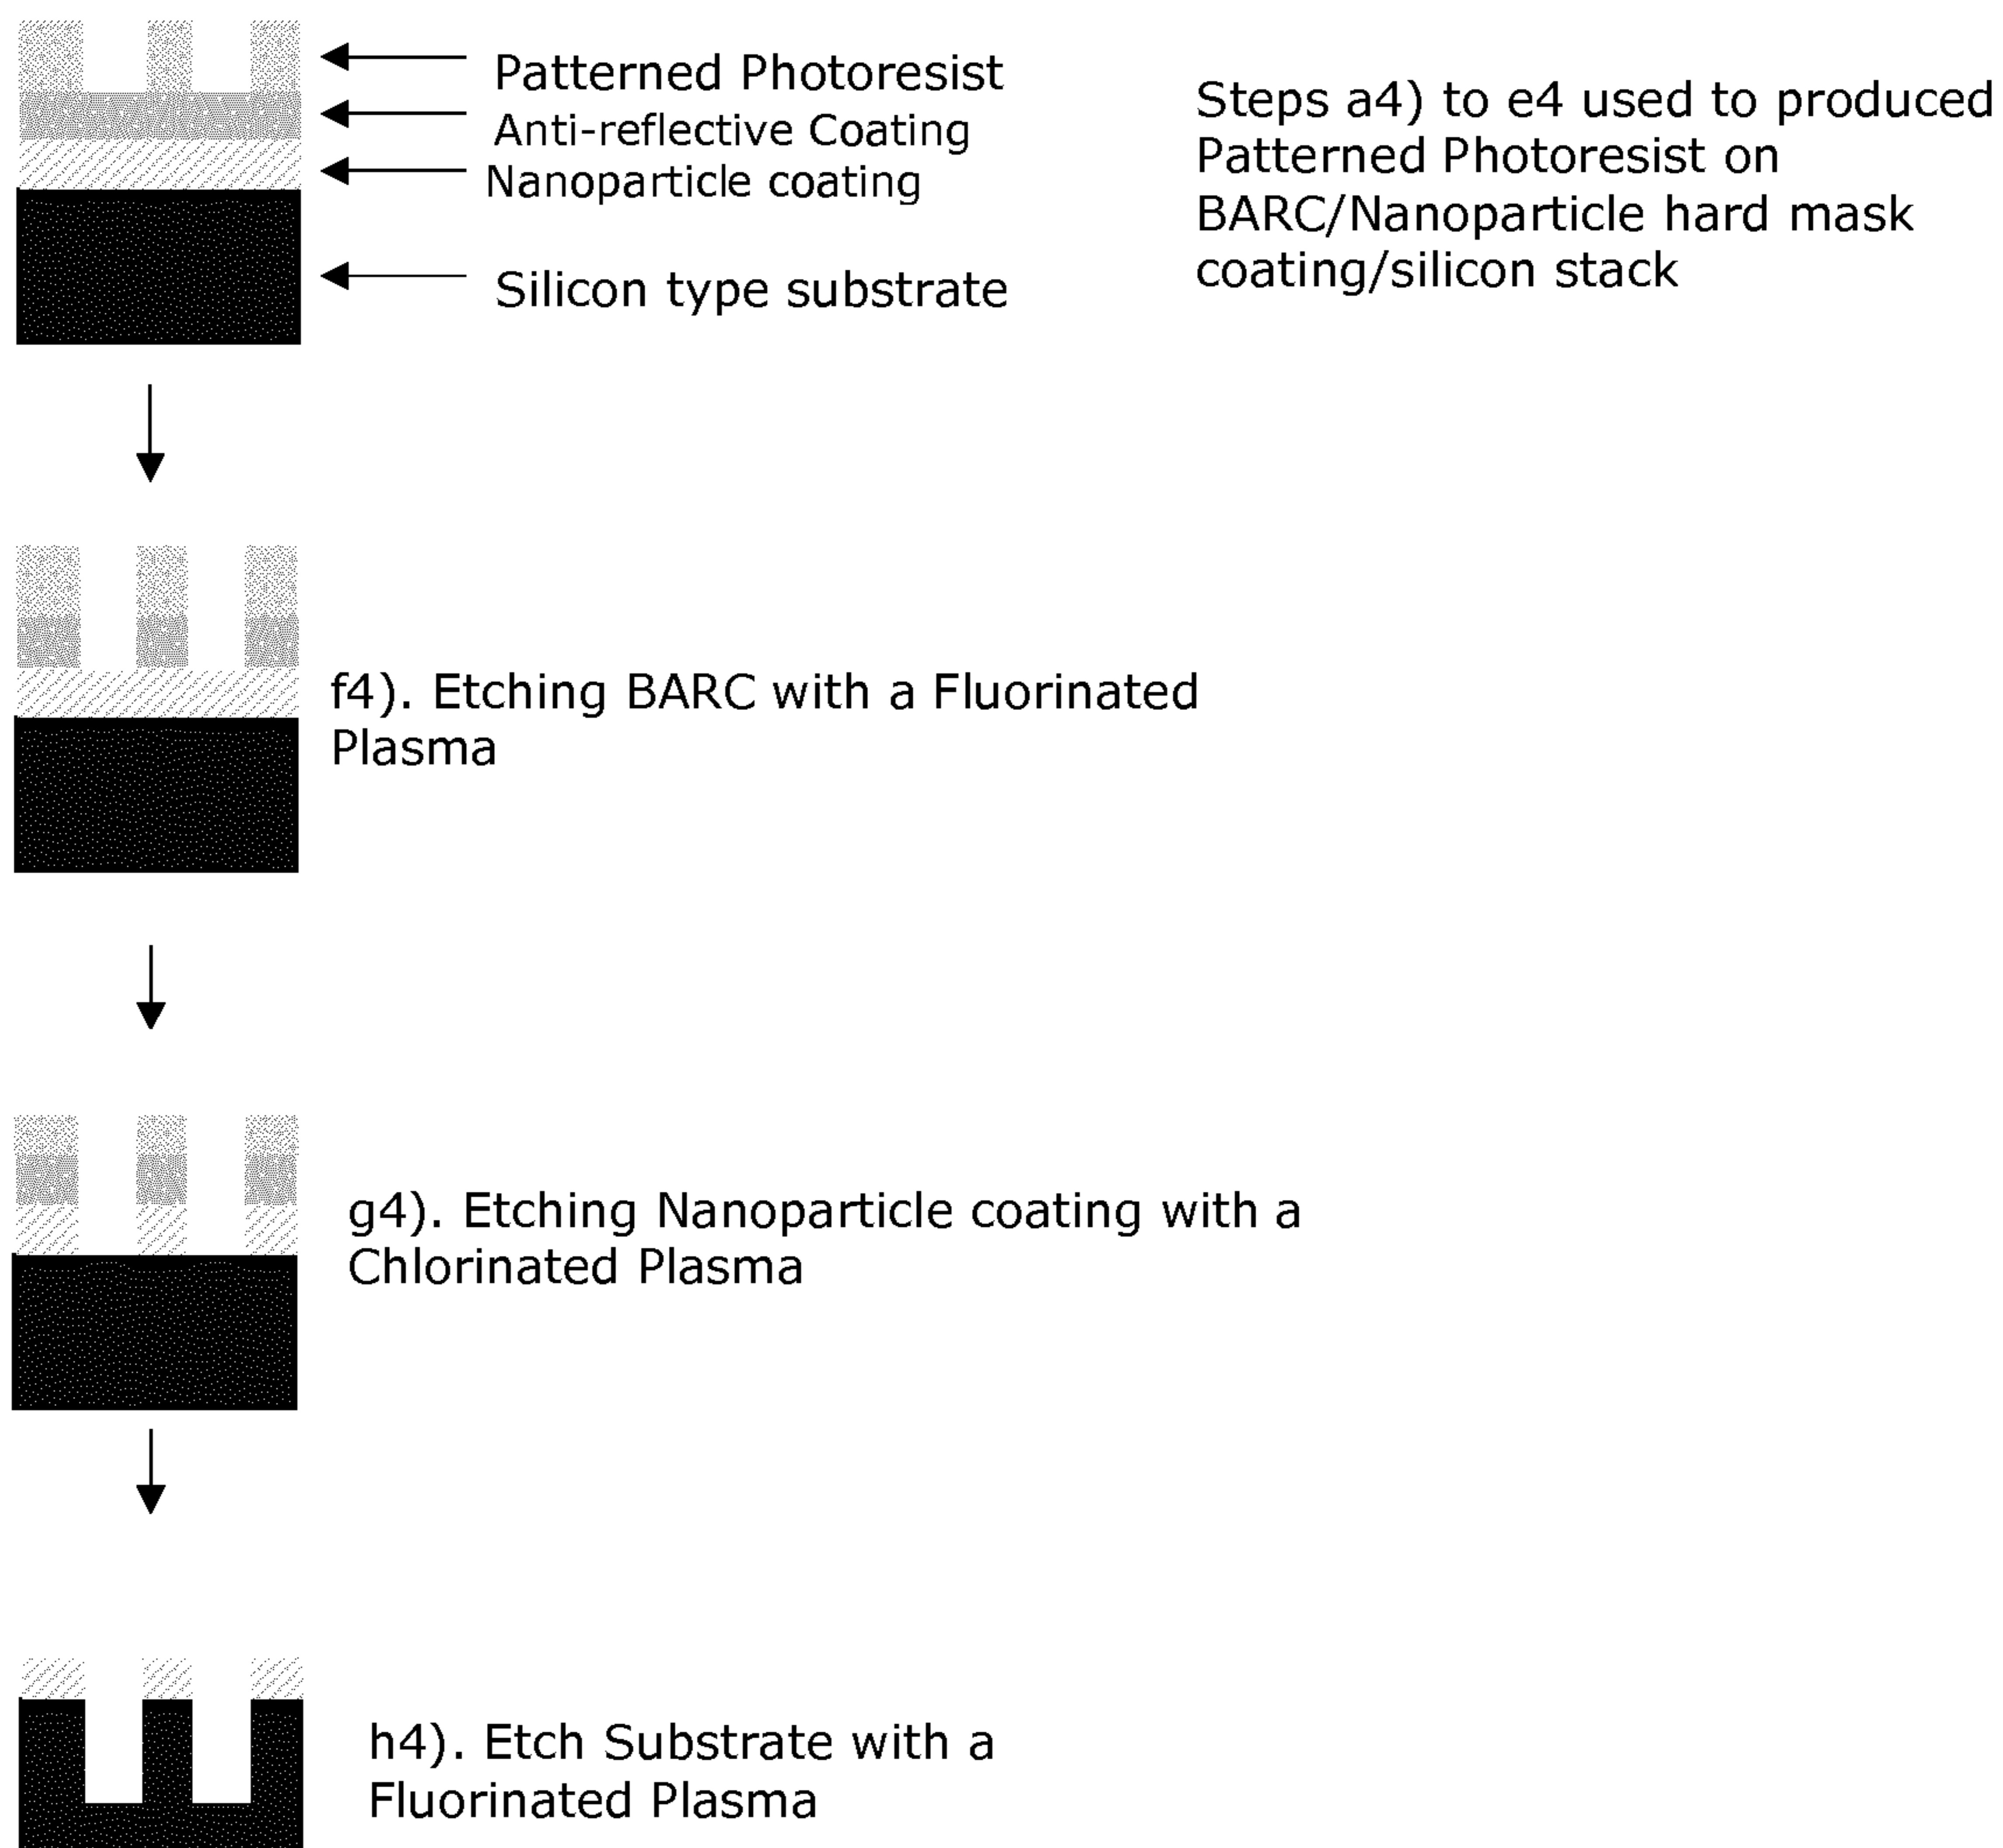 Patterned Photoresist
Anti-reflective Coating
Nanoparticle coating
Silicon type substrate
Steps a4) to e4 used to produced
Patterned Photoresist on
BARC/Nanoparticle hard mask
coating/silicon stack
f4). Etching BARC with a Fluorinated
Plasma
g4). Etching Nanoparticle coating with a
Chlorinated Plasma
h4). Etch Substrate with a
Fluorinated Plasma